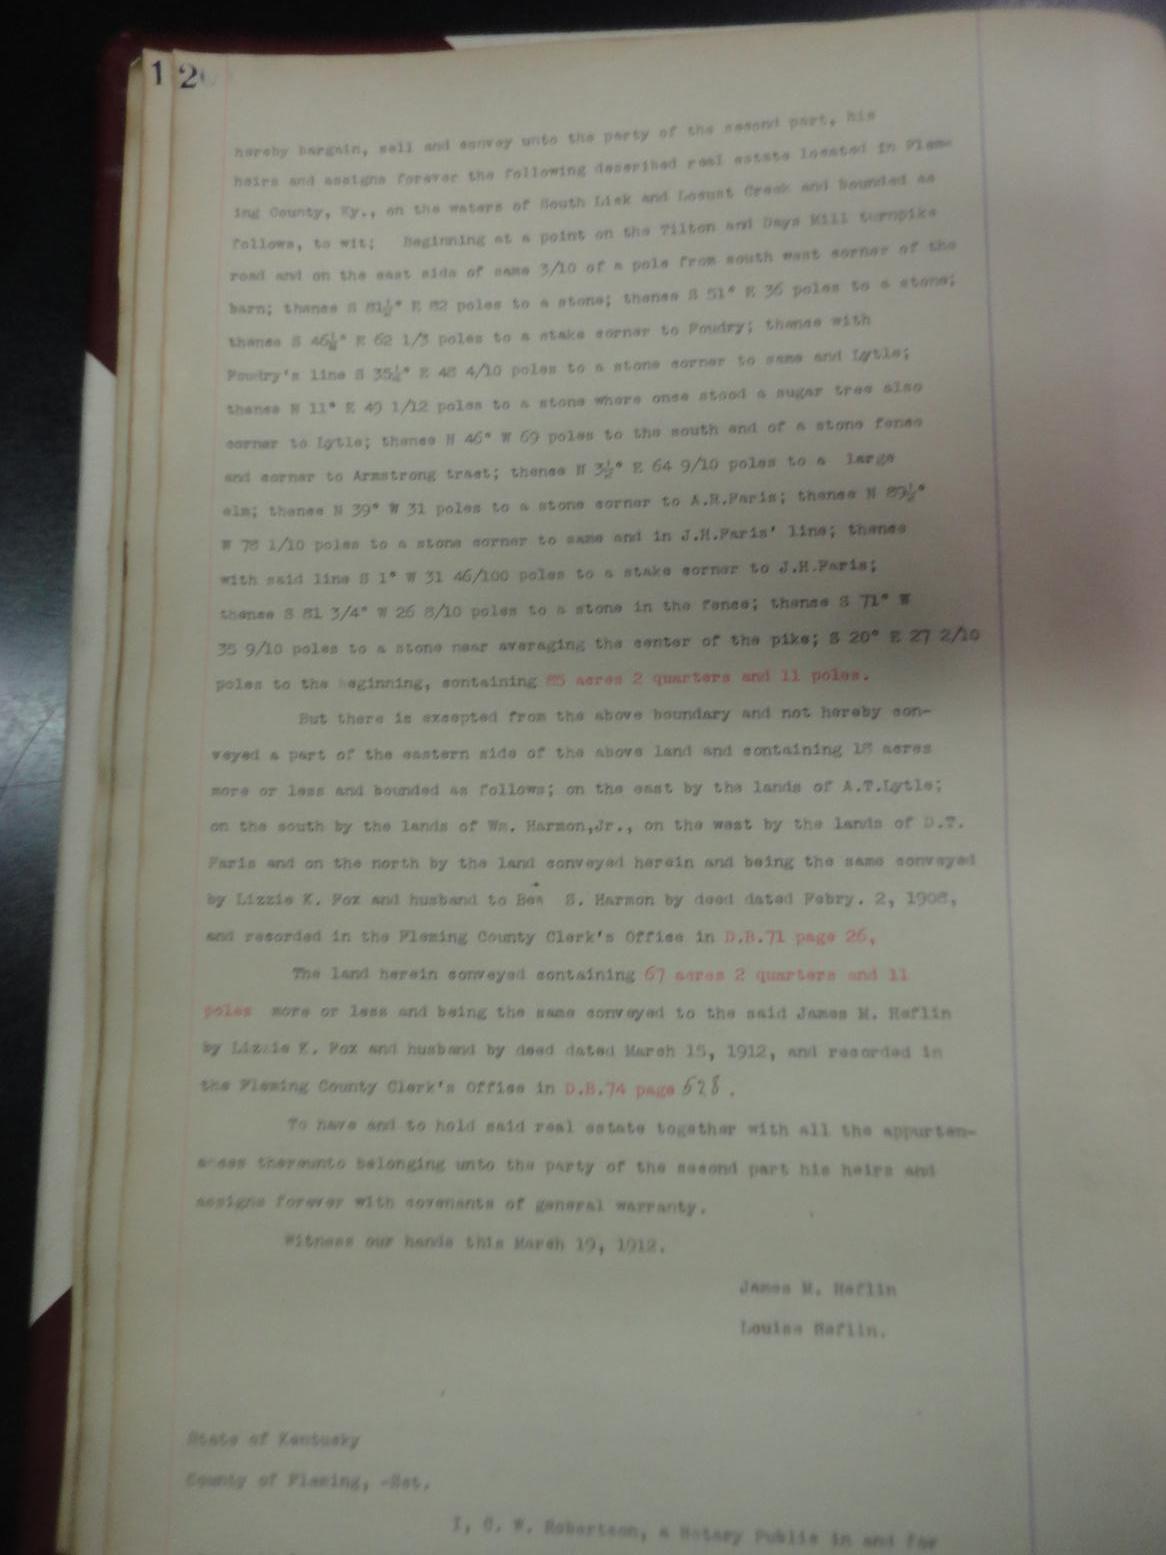 120
hereby bargain, sell and convey unto the party of the second part, his
heirs and assigns forever the following described real estate located in Flem-
ing County, Ky., on the waters of South Lick and Locust Creek and bounded as
follows, to wit; Beginning at a point on the Tilton and Days Mill turnpike
road and on the east side of same 3/10 of a pole from south west corner of the
barn; thence S 81½° E 82 poles to a stone; thence S 51° E 36 poles to a stone;
thence S 46¼° E 62 1/3 poles to a stake corner to Foudry; thence with
Foudry's line S 35¼° E 48 4/10 poles to a stone corner to same and Lytle;
thence N 11° E 49 1/12 poles to a stone where once stood a sugar tree also
corner to Lytle; thence N 46° W 69 poles to the south end of a stone fence
and corner to Armstrong tract; thence N 3½° E 64 9/10 poles to a large
elm; thence N 39° W 31 poles to a stone corner to A.R.Faris; thence N 89½°
W 78 1/10 poles to a stone corner to same and in J.H.Faris' line; thence
with said line S 1° W 31 46/100 poles to a stake corner to J.H.Faris;
thence S 81 3/4° W 26 8/10 poles to a stone in the fence; thence S 71° W
35 9/10 poles to a stone near averaging the center of the pike; S 20° E 27 2/10
poles to the beginning, containing 85 acres 2 quarters and 11 poles.
But there is excepted from the above boundary and not hereby con-
veyed a part of the eastern side of the above land and containing 18 acres
more or less and bounded as follows; on the east by the lands of A.T.Lytle;
on the south by the lands of Wm. Harmon,Jr., on the west by the lands of D.T.
Faris and on the north by the land conveyed herein and being the same conveyed
by Lizzie K. Fox and husband to Ben S. Harmon by deed dated Febry. 2, 1908,
and recorded in the Fleming County Clerk's Office in D.B.71 page 26,
The land herein conveyed containing 67 acres 2 quarters and 11
poles more or less and being the same conveyed to the said James M. Heflin
by Lizzie K. Fox and husband by deed dated March 15, 1912, and recorded in
the Fleming County Clerk's Office in D.B.74 page 528.
To have and to hold said real estate together with all the appurten-
ances thereunto belonging unto the party of the second part his heirs and
assigns forever with covenants of general warranty.
Witness our hands this March 19, 1912.
James M. Heflin
Louise Heflin.
State of Kentucky
County of Fleming, -Sct.
I, C. W. Robertson, a Notary Public in and for